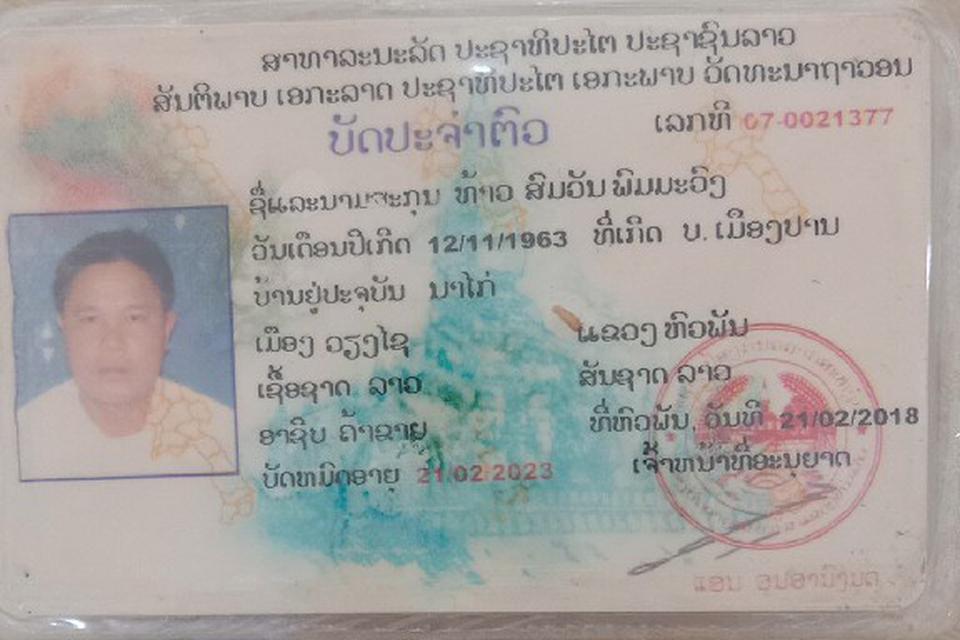 ສາທາລະນະລັດ ປະຊາທິປະໄຕ ປະຊາຊົນລາວ
ສັນຕິພາບ ເອກະລາດ ປະຊາທິປະໄຕ ເອກະພາບ ວັດທະນາຖາວອນ
ບັດປະຈຳຕົວ ເລກທີ 07-0021377
ຊື່ແລະນາມສະກຸນ ທ້າວ ສົມວັນ ພິມມະວົງ
ວັນເດືອນປີເກີດ 12/11/1963 ທີ່ເກີດ ບ. ເມືອງປານ
ບ້ານຢູ່ປະຈຸບັນ ນາໄກ່
ເມືອງ ວຽງໄຊ ແຂວງ ຫົວພັນ
ເຊື້ອຊາດ ລາວ ສັນຊາດ ລາວ
ອາຊີບ ຄ້າຂາຍ ທີ່ຫົວພັນ, ວັນທີ 21/02/2018
ບັດຫມົດອາຍຸ 21/02/2023 ເຈົ້າຫນ້າທີ່ອະນຸຍາດ